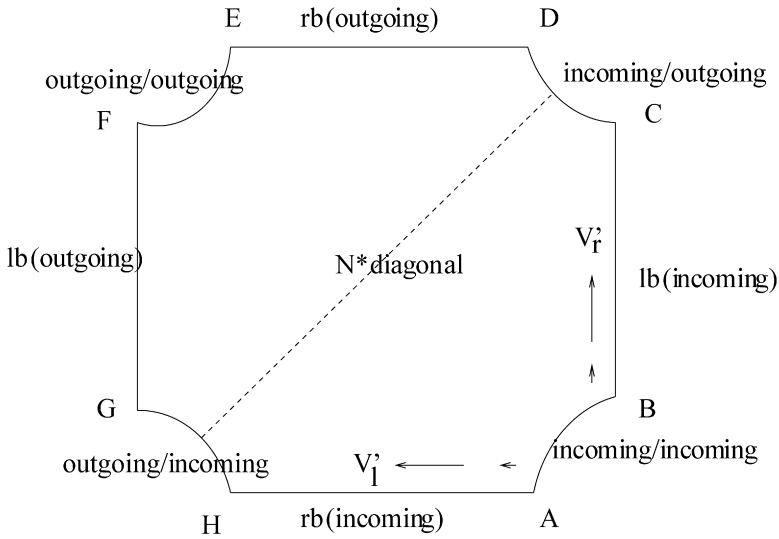 E
rb(outgoing)
D
outgoing/outgoing
incoming/outgoing
F
C
V'r
lb(outgoing)
N*diagonal
lb(incoming)
G
B
outgoing/incoming
V'l
incoming/incoming
H
rb(incoming)
A